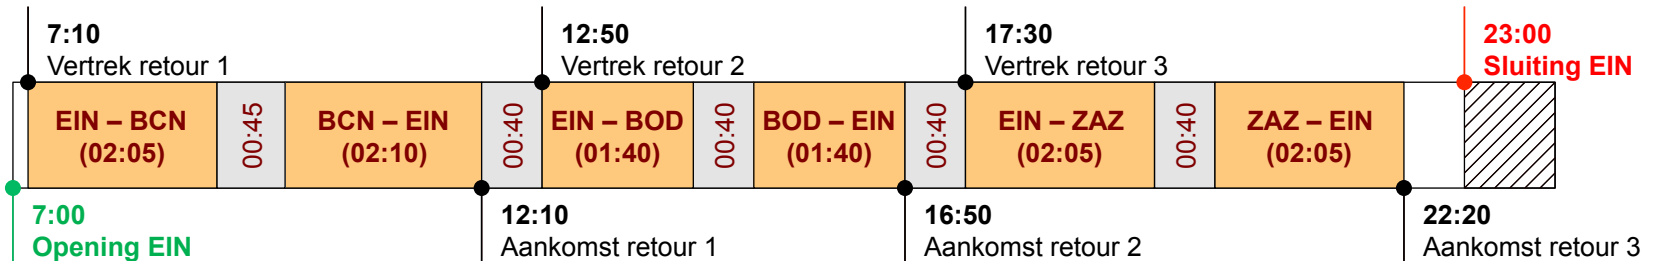 7:10
Vertrek retour 1
12:50
Vertrek retour 2
17:30
Vertrek retour 3
23:00
Sluiting EIN
EIN – BCN
(02:05)
00:45
BCN – EIN
(02:10)
00:40
EIN – BOD
(01:40)
00:40
BOD – EIN
(01:40)
00:40
EIN – ZAZ
(02:05)
00:40
ZAZ – EIN
(02:05)
7:00
Opening EIN
12:10
Aankomst retour 1
16:50
Aankomst retour 2
22:20
Aankomst retour 3